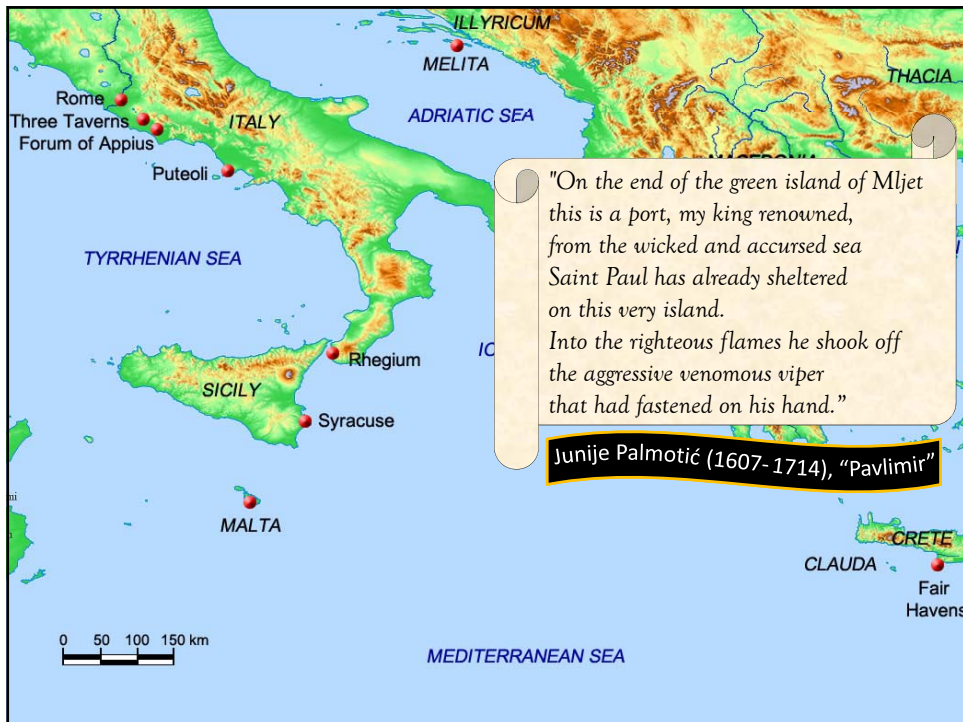 ILLYRICUM
MELITA
THACIA
ADRIATIC SEA
Rome
Three Taverns
ITALY
Forum of Appius
Puteoli
"On the end of the green island of Mljet
this is a port, my king renowned,
from the wicked and accursed sea
Saint Paul has already sheltered
on this very island.
Into the righteous flames he shook off
the aggressive venomous viper
that had fastened on his hand.”
Junije Palmotić (1607-1714), “Pavlimir”
TYRRHENIAN SEA
Rhegium
SICILY
Syracuse
MALTA
CRETE
CLAUDA
Fair
Havens
0 50 100 150 km
MEDITERRANEAN SEA